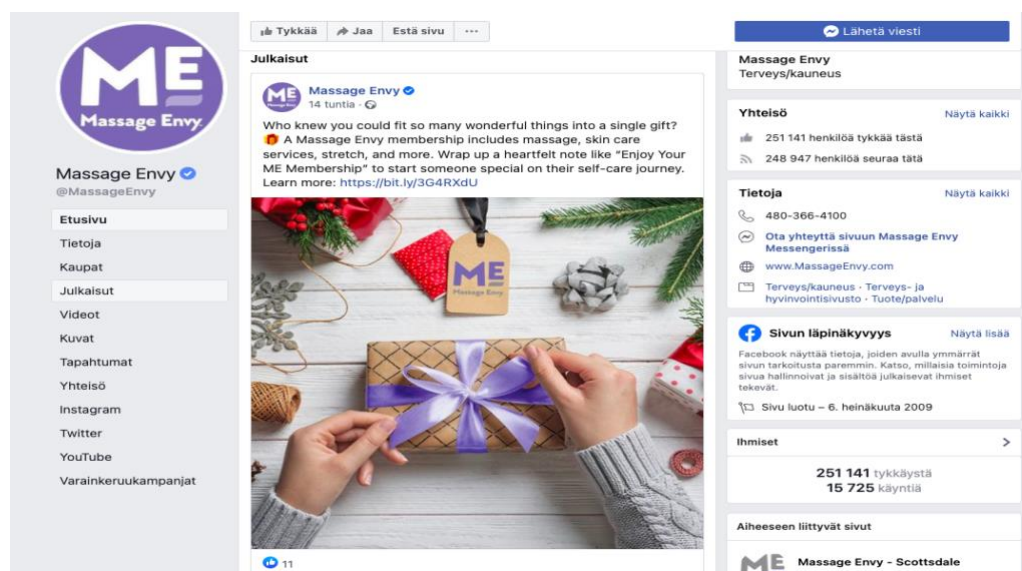 ME
Massage Envy
Massage Envy
@MassageEnvy
Etusivu
Tietoja
Kaupat
Julkaisut
Videot
Kuvat
Tapahtumat
Yhteisö
Instagram
Twitter
YouTube
Varainkeruukampanjat
Tykkää
Jaa
Estä sivu
Julkaisut
ME
Massage Envy
Massage Envy
14 tuntia ·
Who knew you could fit so many wonderful things into a single gift?
🎁 A Massage Envy membership includes massage, skin care
services, stretch, and more. Wrap up a heartfelt note like “Enjoy Your
ME Membership” to start someone special on their self-care journey.
Learn more: https://bit.ly/3G4RXdU
ME
Massage Envy
11
Lähetä viesti
Massage Envy
Terveys/kauneus
Yhteisö Näytä kaikki
251 141 henkilöä tykkää tästä
248 947 henkilöä seuraa tätä
Tietoja Näytä kaikki
480-366-4100
Ota yhteyttä sivuun Massage Envy
Messengerissä
www.MassageEnvy.com
Terveys/kauneus · Terveys- ja
hyvinvointisivusto · Tuote/palvelu
Sivun läpinäkyvyys Näytä lisää
Facebook näyttää tietoja, joiden avulla ymmärrät
sivun tarkoitusta paremmin. Katso, millaisia toimintoja
sivua hallinnoivat ja sisältöä julkaisevat ihmiset
tekevät.
Sivu luotu – 6. heinäkuuta 2009
Ihmiset
251 141 tykkäystä
15 725 käyntiä
Aiheeseen liittyvät sivut
ME
Massage Envy - Scottsdale